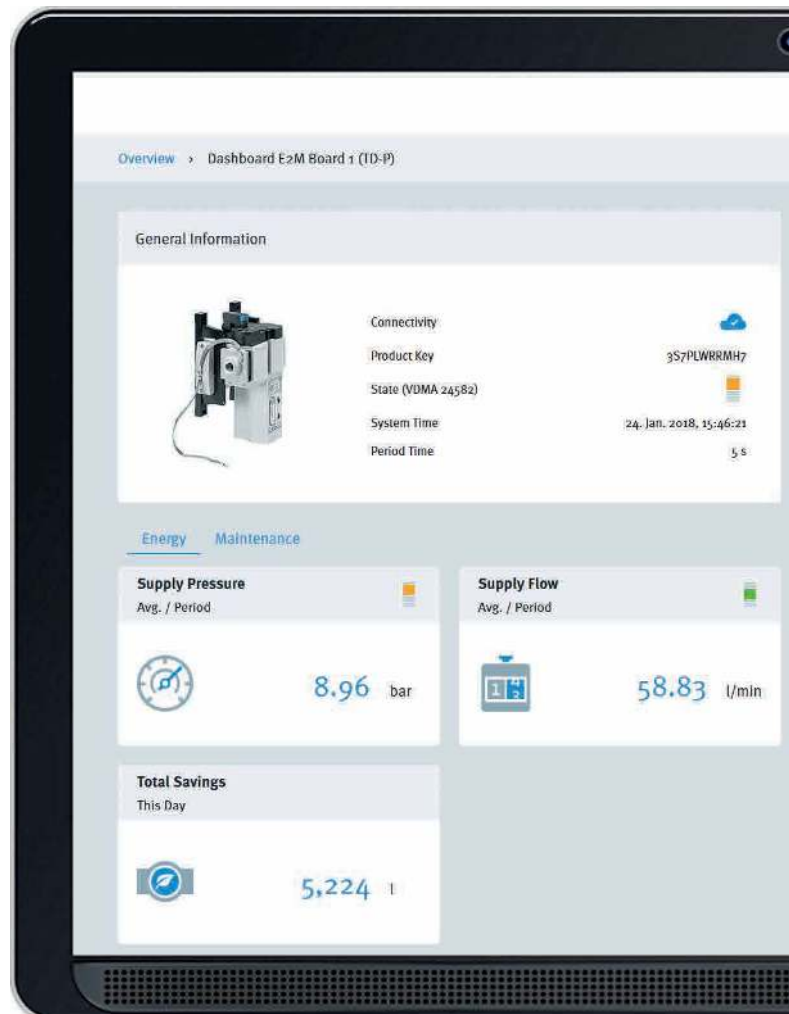 Overview › Dashboard E2M Board 1 (TD-P)
General Information
Connectivity
Product Key 3S7PLWRRMH7
State (VDMA 24582)
System Time 24. Jan. 2018, 15:46:21
Period Time 5 s
Energy Maintenance
Supply Pressure
Avg. / Period
8.96 bar
Supply Flow
Avg. / Period
58.83 l/min
Total Savings
This Day
5,224 l